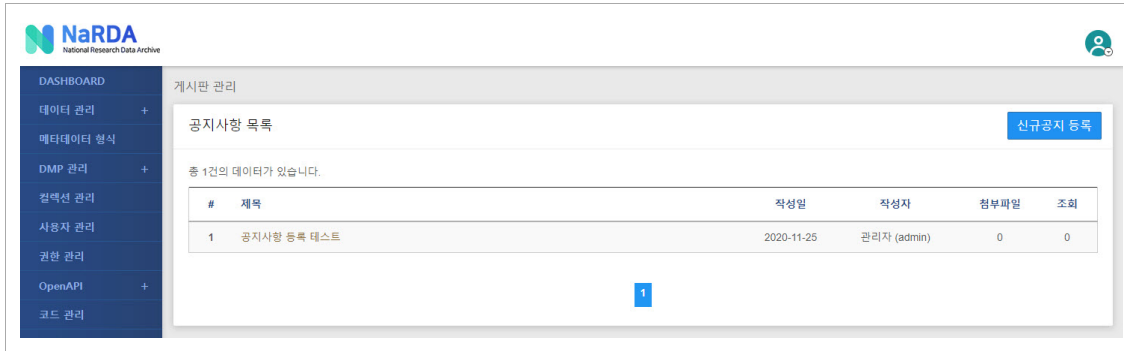 NaRDA
National Research Data Archive
DASHBOARD
데이터 관리 +
메타데이터 형식
DMP 관리 +
컬렉션 관리
사용자 관리
권한 관리
OpenAPI +
코드 관리
게시판 관리
공지사항 목록
신규공지 등록
종 1건의 데이터가 있습니다.
# 제목 작성일 작성자 첨부파일 조회
1 공지사항 등록 테스트 2020-11-25 관리자 (admin) 0 0
1